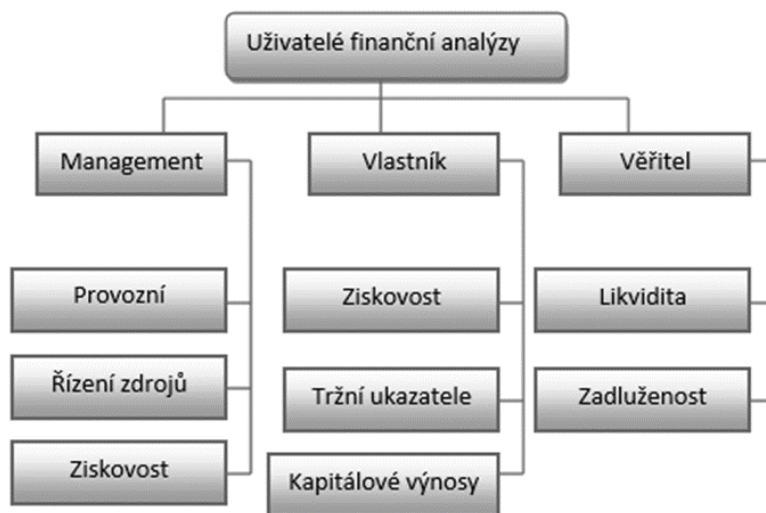 Uživatelé finanční analýzy
Management
Vlastník
Věřitel
Provozní
Ziskovost
Likvidita
Řízení zdrojů
Tržní ukazatele
Zadluženost
Ziskovost
Kapitálové výnosy